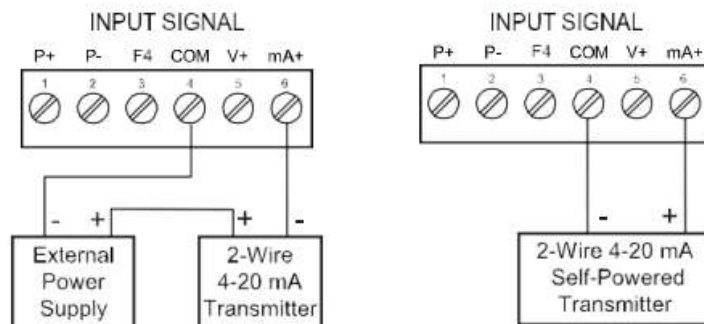 INPUT SIGNAL
P+ P- F4 COM V+ mA+
1 2 3 4 5 6
- + + -
External
Power
Supply
2-Wire
4-20 mA
Transmitter
INPUT SIGNAL
P+ P- F4 COM V+ mA+
1 2 3 4 5 6
- +
2-Wire 4-20 mA
Self-Powered
Transmitter